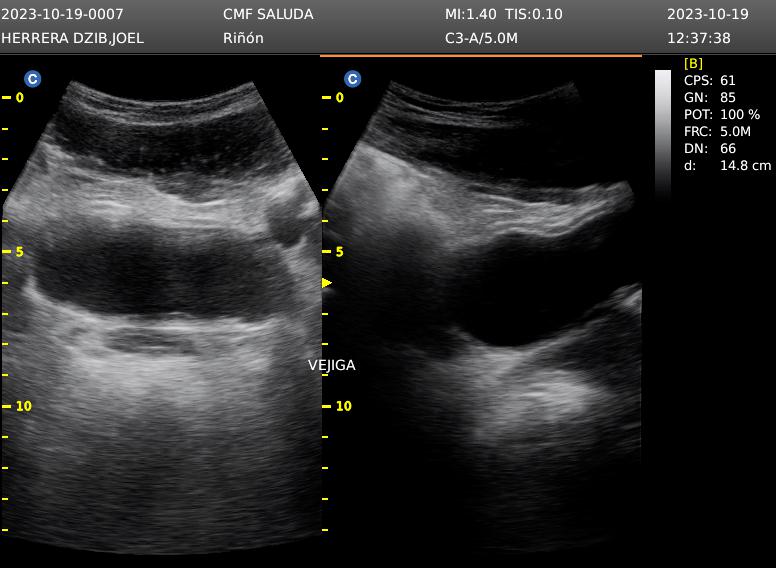 2023-10-19-0007 CMF SALUDA MI:1.40 TIS:0.10 2023-10-19
HERRERA DZIB,JOEL Riñón C3-A/5.0M 12:37:38
C C
[B]
CPS: 61
GN: 85
POT: 100 %
FRC: 5.0M
DN: 66
d: 14.8 cm
0 0
5 5
VEJIGA
10 10